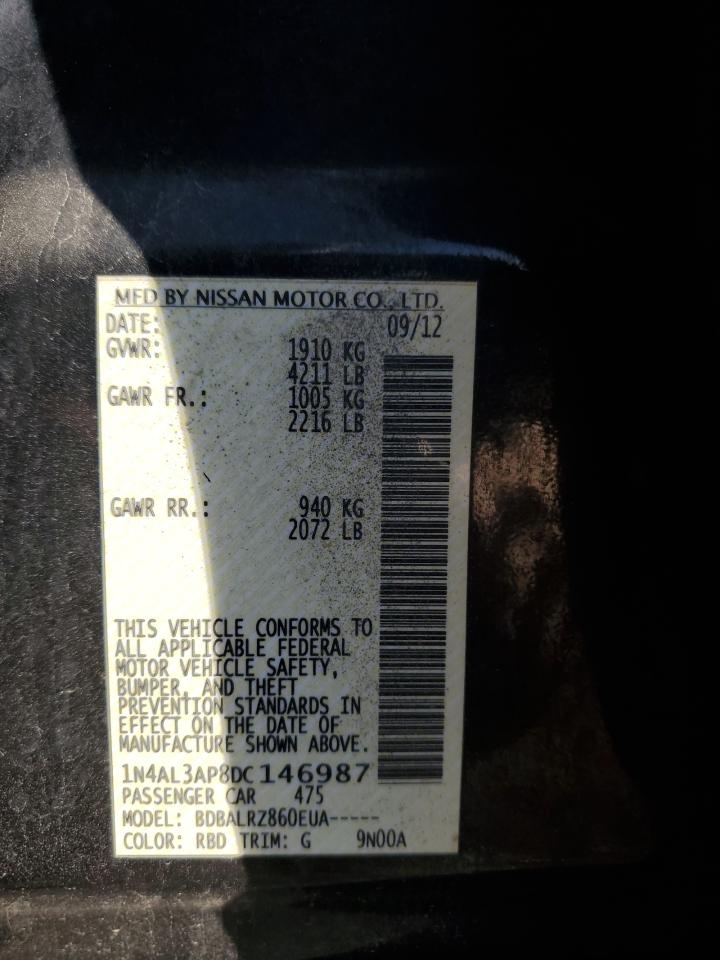 MFD BY NISSAN MOTOR CO., LTD.
DATE: 09/12
GVWR: 1910 KG
4211 LB
GAWR FR.: 1005 KG
2216 LB
GAWR RR.: 940 KG
2072 LB
THIS VEHICLE CONFORMS TO
ALL APPLICABLE FEDERAL
MOTOR VEHICLE SAFETY,
BUMPER, AND THEFT
PREVENTION STANDARDS IN
EFFECT ON THE DATE OF
MANUFACTURE SHOWN ABOVE.
1N4AL3AP8DC146987
PASSENGER CAR 475
MODEL: BDBALRZ860EUA-----
COLOR: RBD TRIM: G 9N00A